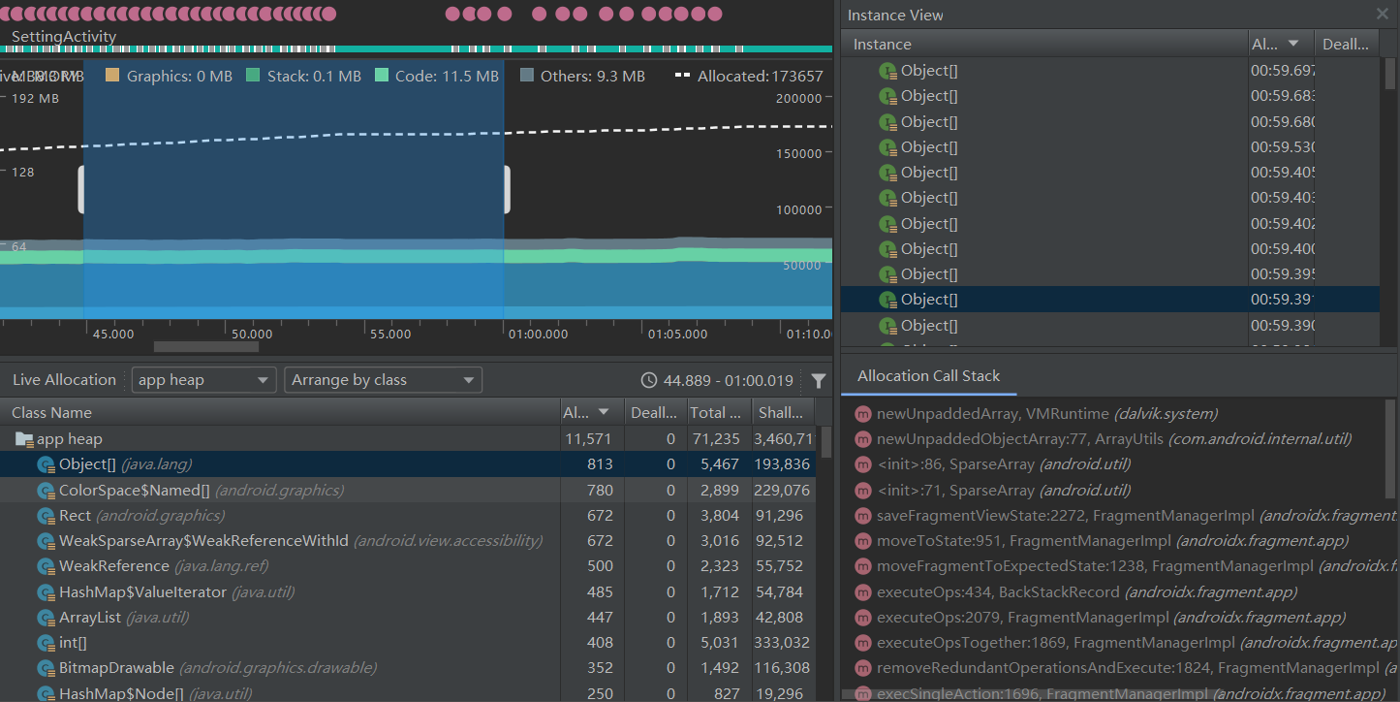 SettingActivity
Graphics: 0 MB
Stack: 0.1 MB
Code: 11.5 MB
Others: 9.3 MB
Allocated:173657
192 MB
128
64
200000
150000
100000
50000
45.000
50.000
55.000
01:00.000
01:05.000
01:10.0
Live Allocation
app heap
Arrange by class
44.889 - 01:00.019
Class Name Al... Deall... Total ... Shall...
app heap 11,571 0 71,235 3,460,71
Object[] (java.lang) 813 0 5,467 193,836
ColorSpace$Named[] (android.graphics) 780 0 2,899 229,076
Rect (android.graphics) 672 0 3,804 91,296
WeakSparseArray$WeakReferenceWithId (android.view.accessibility) 672 0 3,016 92,512
WeakReference (java.lang.ref) 500 0 2,323 55,752
HashMap$ValueIterator (java.util) 485 0 1,712 54,784
ArrayList (java.util) 447 0 1,893 42,808
int[] 408 0 5,031 333,032
BitmapDrawable (android.graphics.drawable) 352 0 1,492 116,308
HashMap$Node[] (java.util) 250 0 827 19,296
Instance View
Instance Al... Deall...
Object[] 00:59.697
Object[] 00:59.683
Object[] 00:59.680
Object[] 00:59.530
Object[] 00:59.405
Object[] 00:59.403
Object[] 00:59.402
Object[] 00:59.400
Object[] 00:59.395
Object[] 00:59.391
Object[] 00:59.390
Allocation Call Stack
newUnpaddedArray, VMRuntime (dalvik.system)
newUnpaddedObjectArray:77, ArrayUtils (com.android.internal.util)
<init>:86, SparseArray (android.util)
<init>:71, SparseArray (android.util)
saveFragmentViewState:2272, FragmentManagerImpl (androidx.fragment
moveToState:951, FragmentManagerImpl (androidx.fragment.app)
moveFragmentToExpectedState:1238, FragmentManagerImpl (androidx.f
executeOps:434, BackStackRecord (androidx.fragment.app)
executeOps:2079, FragmentManagerImpl (androidx.fragment.app)
executeOpsTogether:1869, FragmentManagerImpl (androidx.fragment.ap
removeRedundantOperationsAndExecute:1824, FragmentManagerImpl (a
execSingleAction:1696, FragmentManagerImpl (androidx.fragment.app)